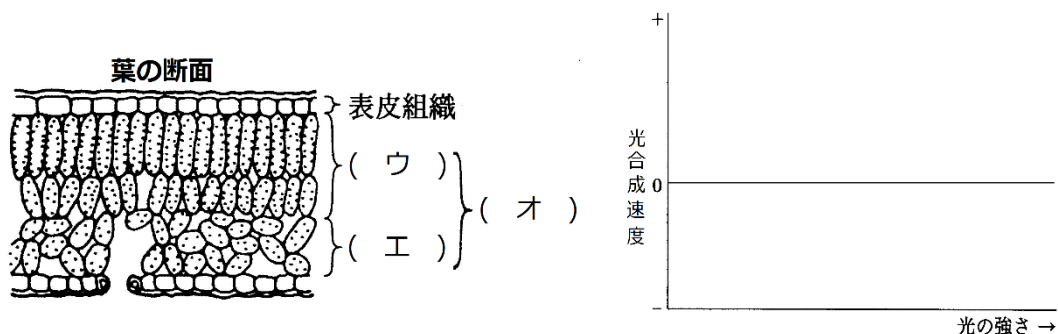 葉の断面
表皮組織
( ウ )
( オ )
( エ )
+
光合成速度
0
−
光の強さ →